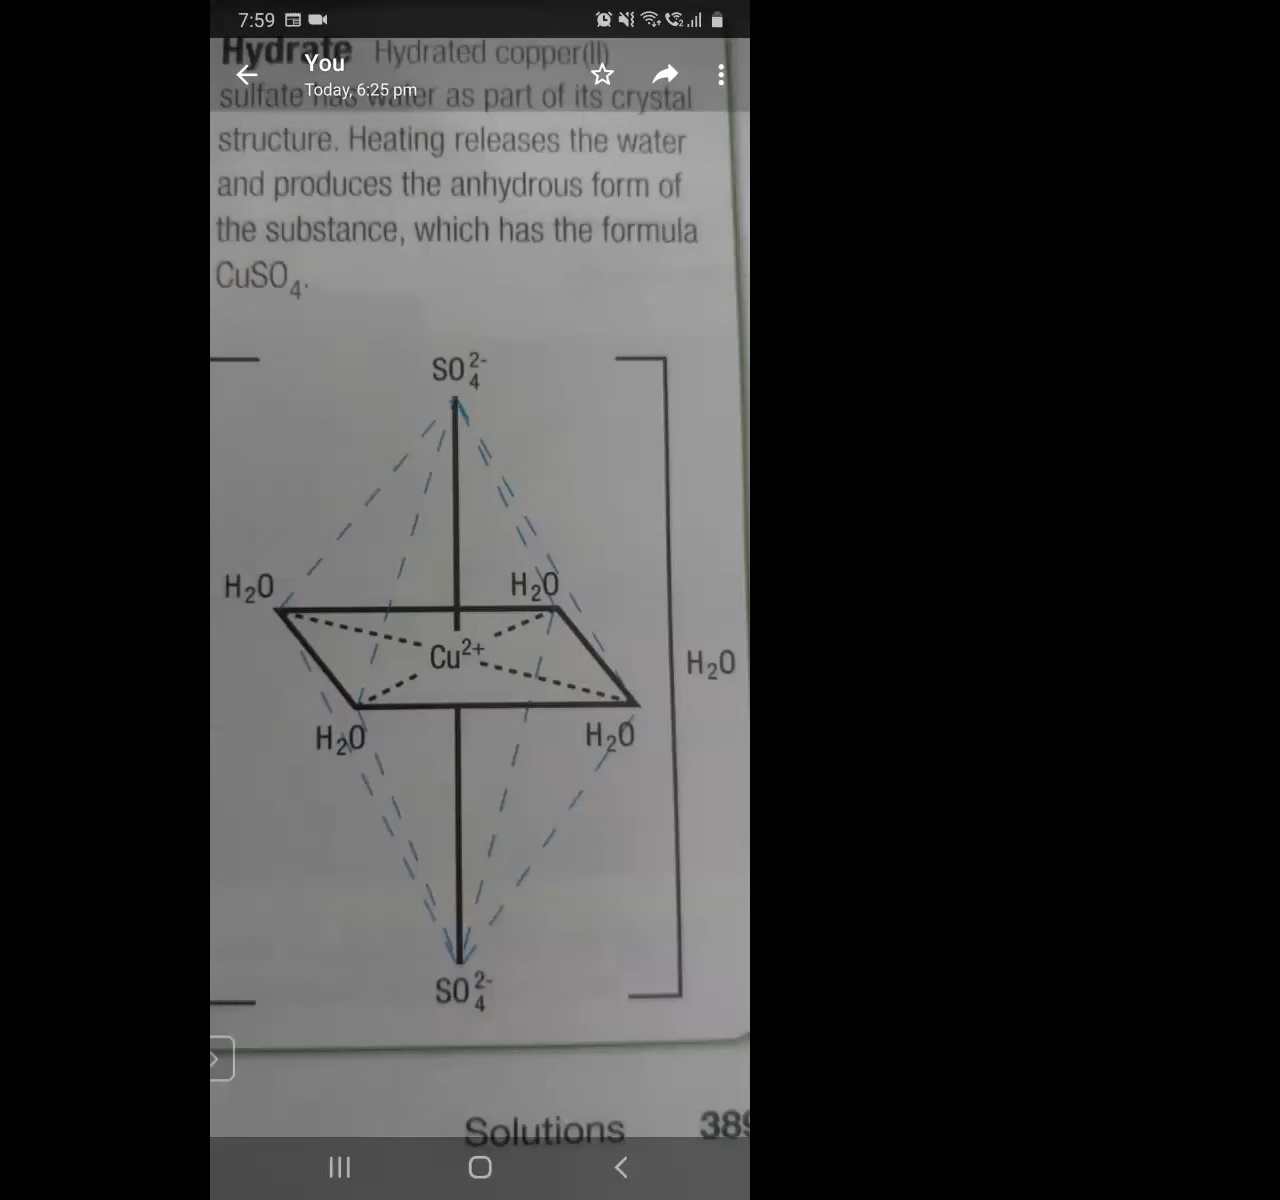 7:59
Hydrate Hydrated copper(II)
You
Today, 6:25 pm
sulfate has water as part of its crystal
structure. Heating releases the water
and produces the anhydrous form of
the substance, which has the formula
CuSO₄.
SO₄²⁻
H₂O H₂O
Cu²⁺
H₂O
H₂O H₂O
SO₄²⁻
Solutions 389